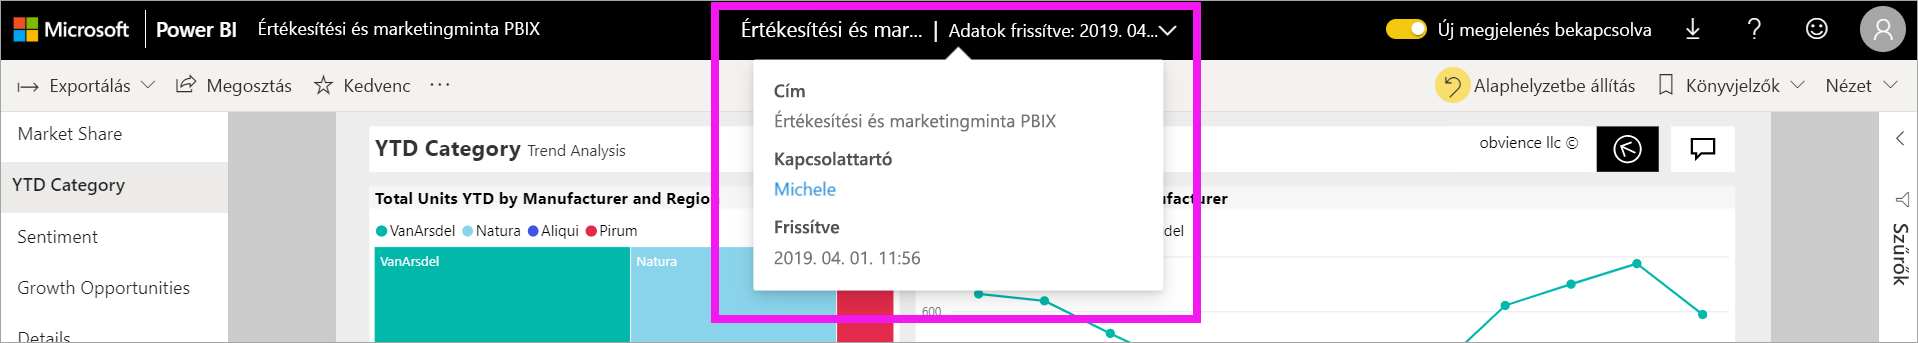 Microsoft Power BI Értékesítési és marketingminta PBIX
Értékesítési és mar... | Adatok frissítve: 2019. 04...
Új megjelenés bekapcsolva ?
Exportálás Megosztás Kedvenc ...
Alaphelyzetbe állítás Könyvjelzők Nézet
Cím
Értékesítési és marketingminta PBIX
Kapcsolattartó
Michele
Frissítve
2019. 04. 01. 11:56
Market Share
YTD Category
Sentiment
Growth Opportunities
Details
YTD Category Trend Analysis
obvience llc ©
Total Units YTD by Manufacturer and Region
VanArsdel Natura Aliqui Pirum
VanArsdel
Natura
ufacturer
del
600
Szűrők